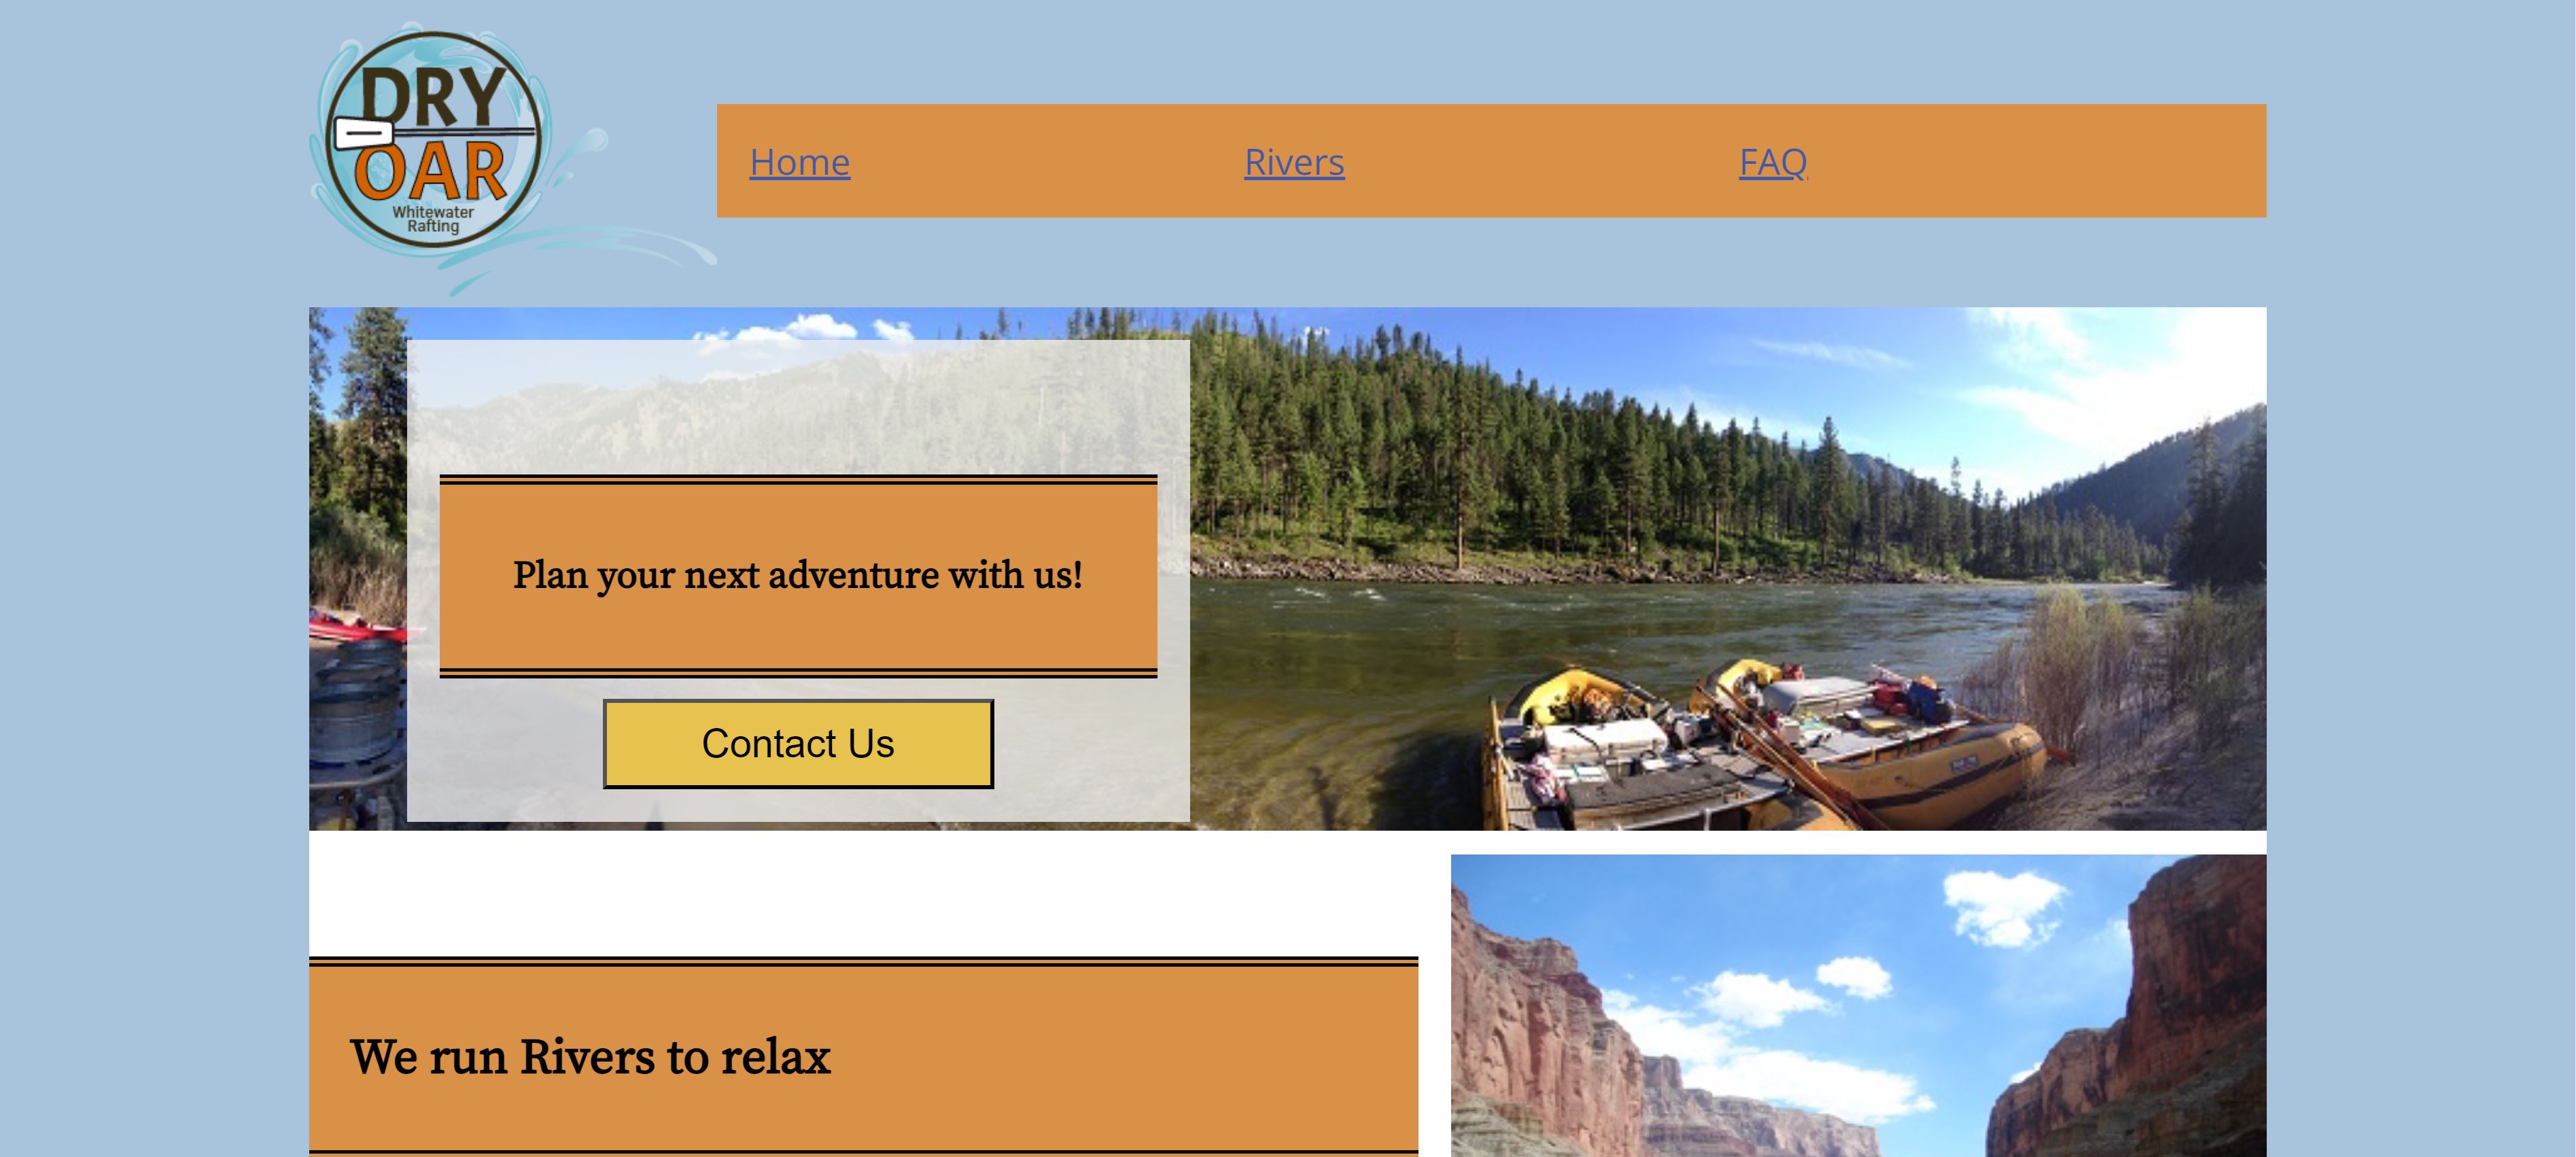 DRY
OAR
Whitewater
Rafting
Home
Rivers
FAQ
Plan your next adventure with us!
Contact Us
We run Rivers to relax